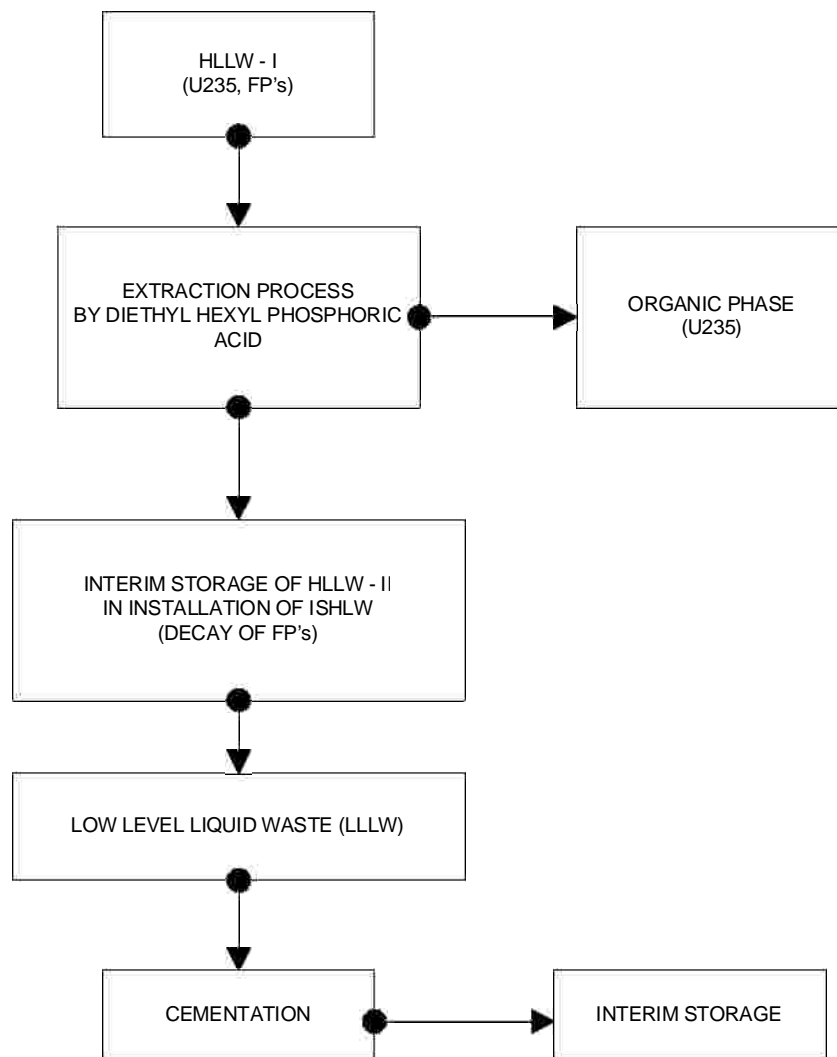 HLLW - I
(U235, FP's)
EXTRACTION PROCESS
BY DIETHYL HEXYL PHOSPHORIC
ACID
ORGANIC PHASE
(U235)
INTERIM STORAGE OF HLLW - II
IN INSTALLATION OF ISHLW
(DECAY OF FP's)
LOW LEVEL LIQUID WASTE (LLLW)
CEMENTATION
INTERIM STORAGE